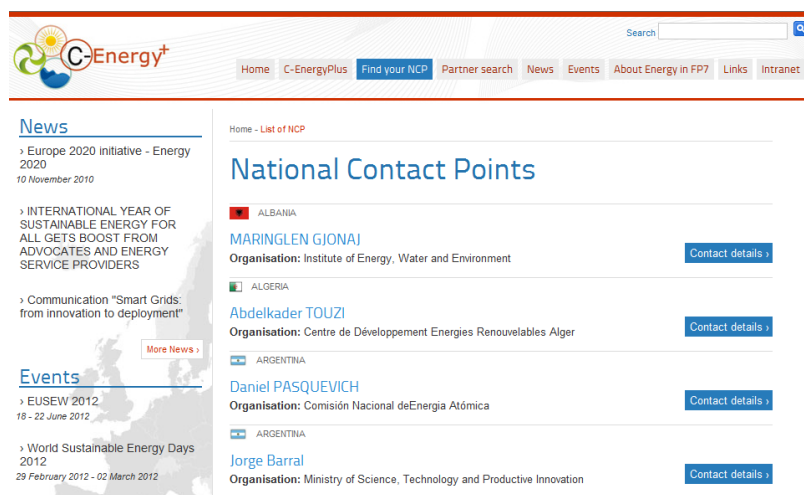 C-Energy+
Search
Home C-EnergyPlus Find your NCP Partner search News Events About Energy in FP7 Links Intranet
News
› Europe 2020 initiative - Energy
2020
10 November 2010
› INTERNATIONAL YEAR OF
SUSTAINABLE ENERGY FOR
ALL GETS BOOST FROM
ADVOCATES AND ENERGY
SERVICE PROVIDERS
› Communication "Smart Grids:
from innovation to deployment"
More News ›
Events
› EUSEW 2012
18 - 22 June 2012
› World Sustainable Energy Days
2012
29 February 2012 - 02 March 2012
Home - List of NCP
National Contact Points
ALBANIA
MARINGLEN GJONAJ
Organisation: Institute of Energy, Water and Environment
Contact details ›
ALGERIA
Abdelkader TOUZI
Organisation: Centre de Développement Energies Renouvelables Alger
Contact details ›
ARGENTINA
Daniel PASQUEVICH
Organisation: Comisión Nacional deEnergia Atómica
Contact details ›
ARGENTINA
Jorge Barral
Organisation: Ministry of Science, Technology and Productive Innovation
Contact details ›